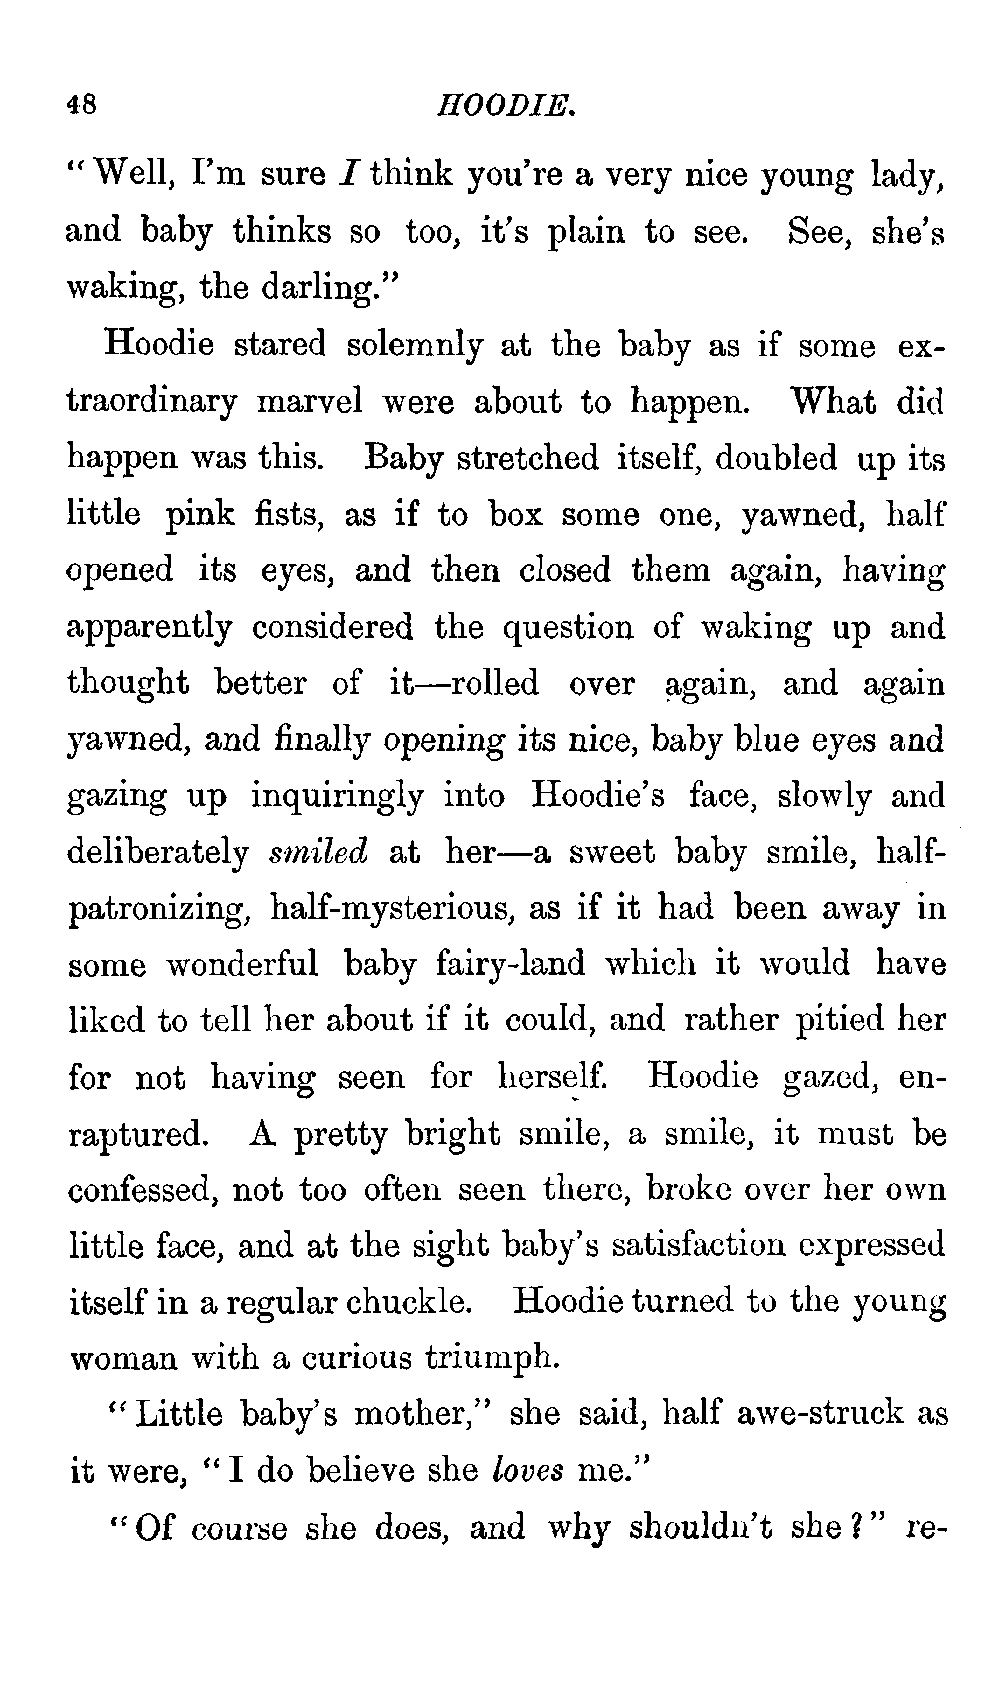 48 HOODIE.
“Well, I’m sure I think you’re a very nice young lady,
and baby thinks so too, it’s plain to see. See, she’s
waking, the darling.”
Hoodie stared solemnly at the baby as if some ex-
traordinary marvel were about to happen. What did
happen was this. Baby stretched itself, doubled up its
little pink fists, as if to box some one, yawned, half
opened its eyes, and then closed them again, having
apparently considered the question of waking up and
thought better of it—rolled over again, and again
yawned, and finally opening its nice, baby blue eyes and
gazing up inquiringly into Hoodie’s face, slowly and
deliberately smiled at her—a sweet baby smile, half-
patronizing, half-mysterious, as if it had been away in
some wonderful baby fairy-land which it would have
liked to tell her about if it could, and rather pitied her
for not having seen for herself. Hoodie gazed, en-
raptured. A pretty bright smile, a smile, it must be
confessed, not too often seen there, broke over her own
little face, and at the sight baby’s satisfaction expressed
itself in a regular chuckle. Hoodie turned to the young
woman with a curious triumph.
“Little baby’s mother,” she said, half awe-struck as
it were, “I do believe she loves me.”
“Of course she does, and why shouldn’t she?” re-